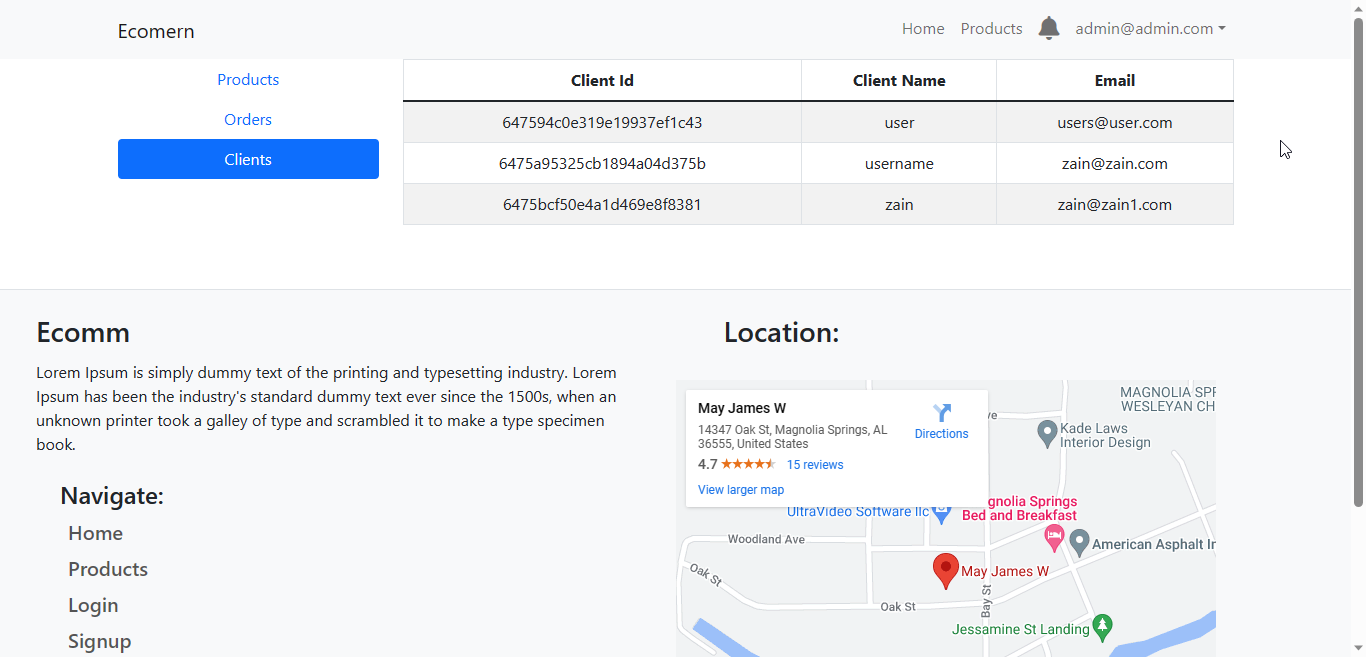 Ecomern
Home Products admin@admin.com
Products
Orders
Clients
Client Id Client Name Email
647594c0e319e19937ef1c43 user users@user.com
6475a95325cb1894a04d375b username zain@zain.com
6475bcf50e4a1d469e8f8381 zain zain@zain1.com
Ecomm
Lorem Ipsum is simply dummy text of the printing and typesetting industry. Lorem
Ipsum has been the industry's standard dummy text ever since the 1500s, when an
unknown printer took a galley of type and scrambled it to make a type specimen
book.
Navigate:
Home
Products
Login
Signup
Location:
May James W
14347 Oak St, Magnolia Springs, AL
36555, United States
4.7 15 reviews
View larger map
Directions
ve
MAGNOLIA SPR
WESLEYAN CH
Kade Laws
Interior Design
UltraVideo Software llc
gnolia Springs
Bed and Breakfast
Woodland Ave
American Asphalt In
Oak St
May James W
Oak St
Bay St
Jessamine St Landing